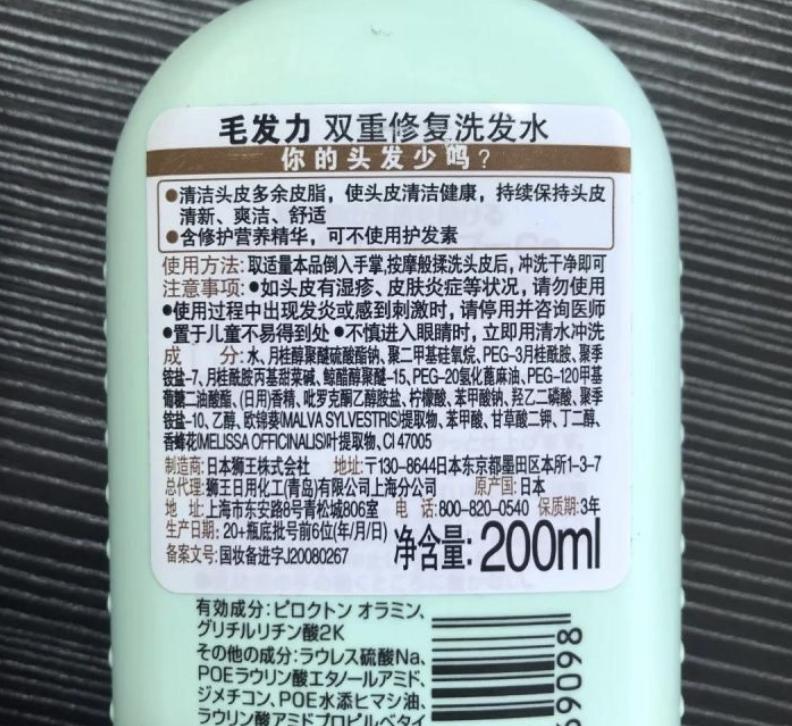 毛发力 双重修复洗发水
你的头发少吗？
●清洁头皮多余皮脂，使头皮清洁健康，持续保持头皮
清新、爽洁、舒适
●含修护营养精华，可不使用护发素
使用方法:取适量本品倒入手掌,按摩般揉洗头皮后，冲洗干净即可
注意事项:●如头皮有湿疹、皮肤炎症等状况，请勿使用
●使用过程中出现发炎或感到刺激时，请停用并咨询医师
●置于儿童不易得到处 ●不慎进入眼睛时，立即用清水冲洗
成 分:水、月桂醇聚醚硫酸酯钠、聚二甲基硅氧烷、PEG-3月桂酰胺、聚季
铵盐-7、月桂酰胺丙基甜菜碱、鲸醋醇聚醚-15、PEG-20氢化蓖麻油、PEG-120甲基
葡糖二油酸酯、(日用)香精、吡罗克酮乙醇胺盐、柠檬酸、苯甲酸钠、羟乙二磷酸、聚季
铵盐-10、乙醇、欧锦葵(MALVA SYLVESTRIS)提取物、苯甲酸、甘草酸二钾、丁二醇、
香蜂花(MELISSA OFFICINALIS)叶提取物、CI 47005
制造商:日本狮王株式会社 地址:〒130-8644日本东京都墨田区本所1-3-7
总代理:狮王日用化工(青岛)有限公司上海分公司 原产国:日本
地 址:上海市东安路8号青松城806室 电 话:800-820-0540 保质期:3年
生产日期: 20+瓶底批号前6位(年/月/日)
备案文号:国妆备进字J20080267
净含量: 200ml
有効成分:ピロクトン オラミン、
グリチルリチン酸2K
その他の成分:ラウレス硫酸Na、
POEラウリン酸エタノールアミド、
ジメチコン、POE水添ヒマシ油、
ラウリン酸アミドプロピルベタイ
69098